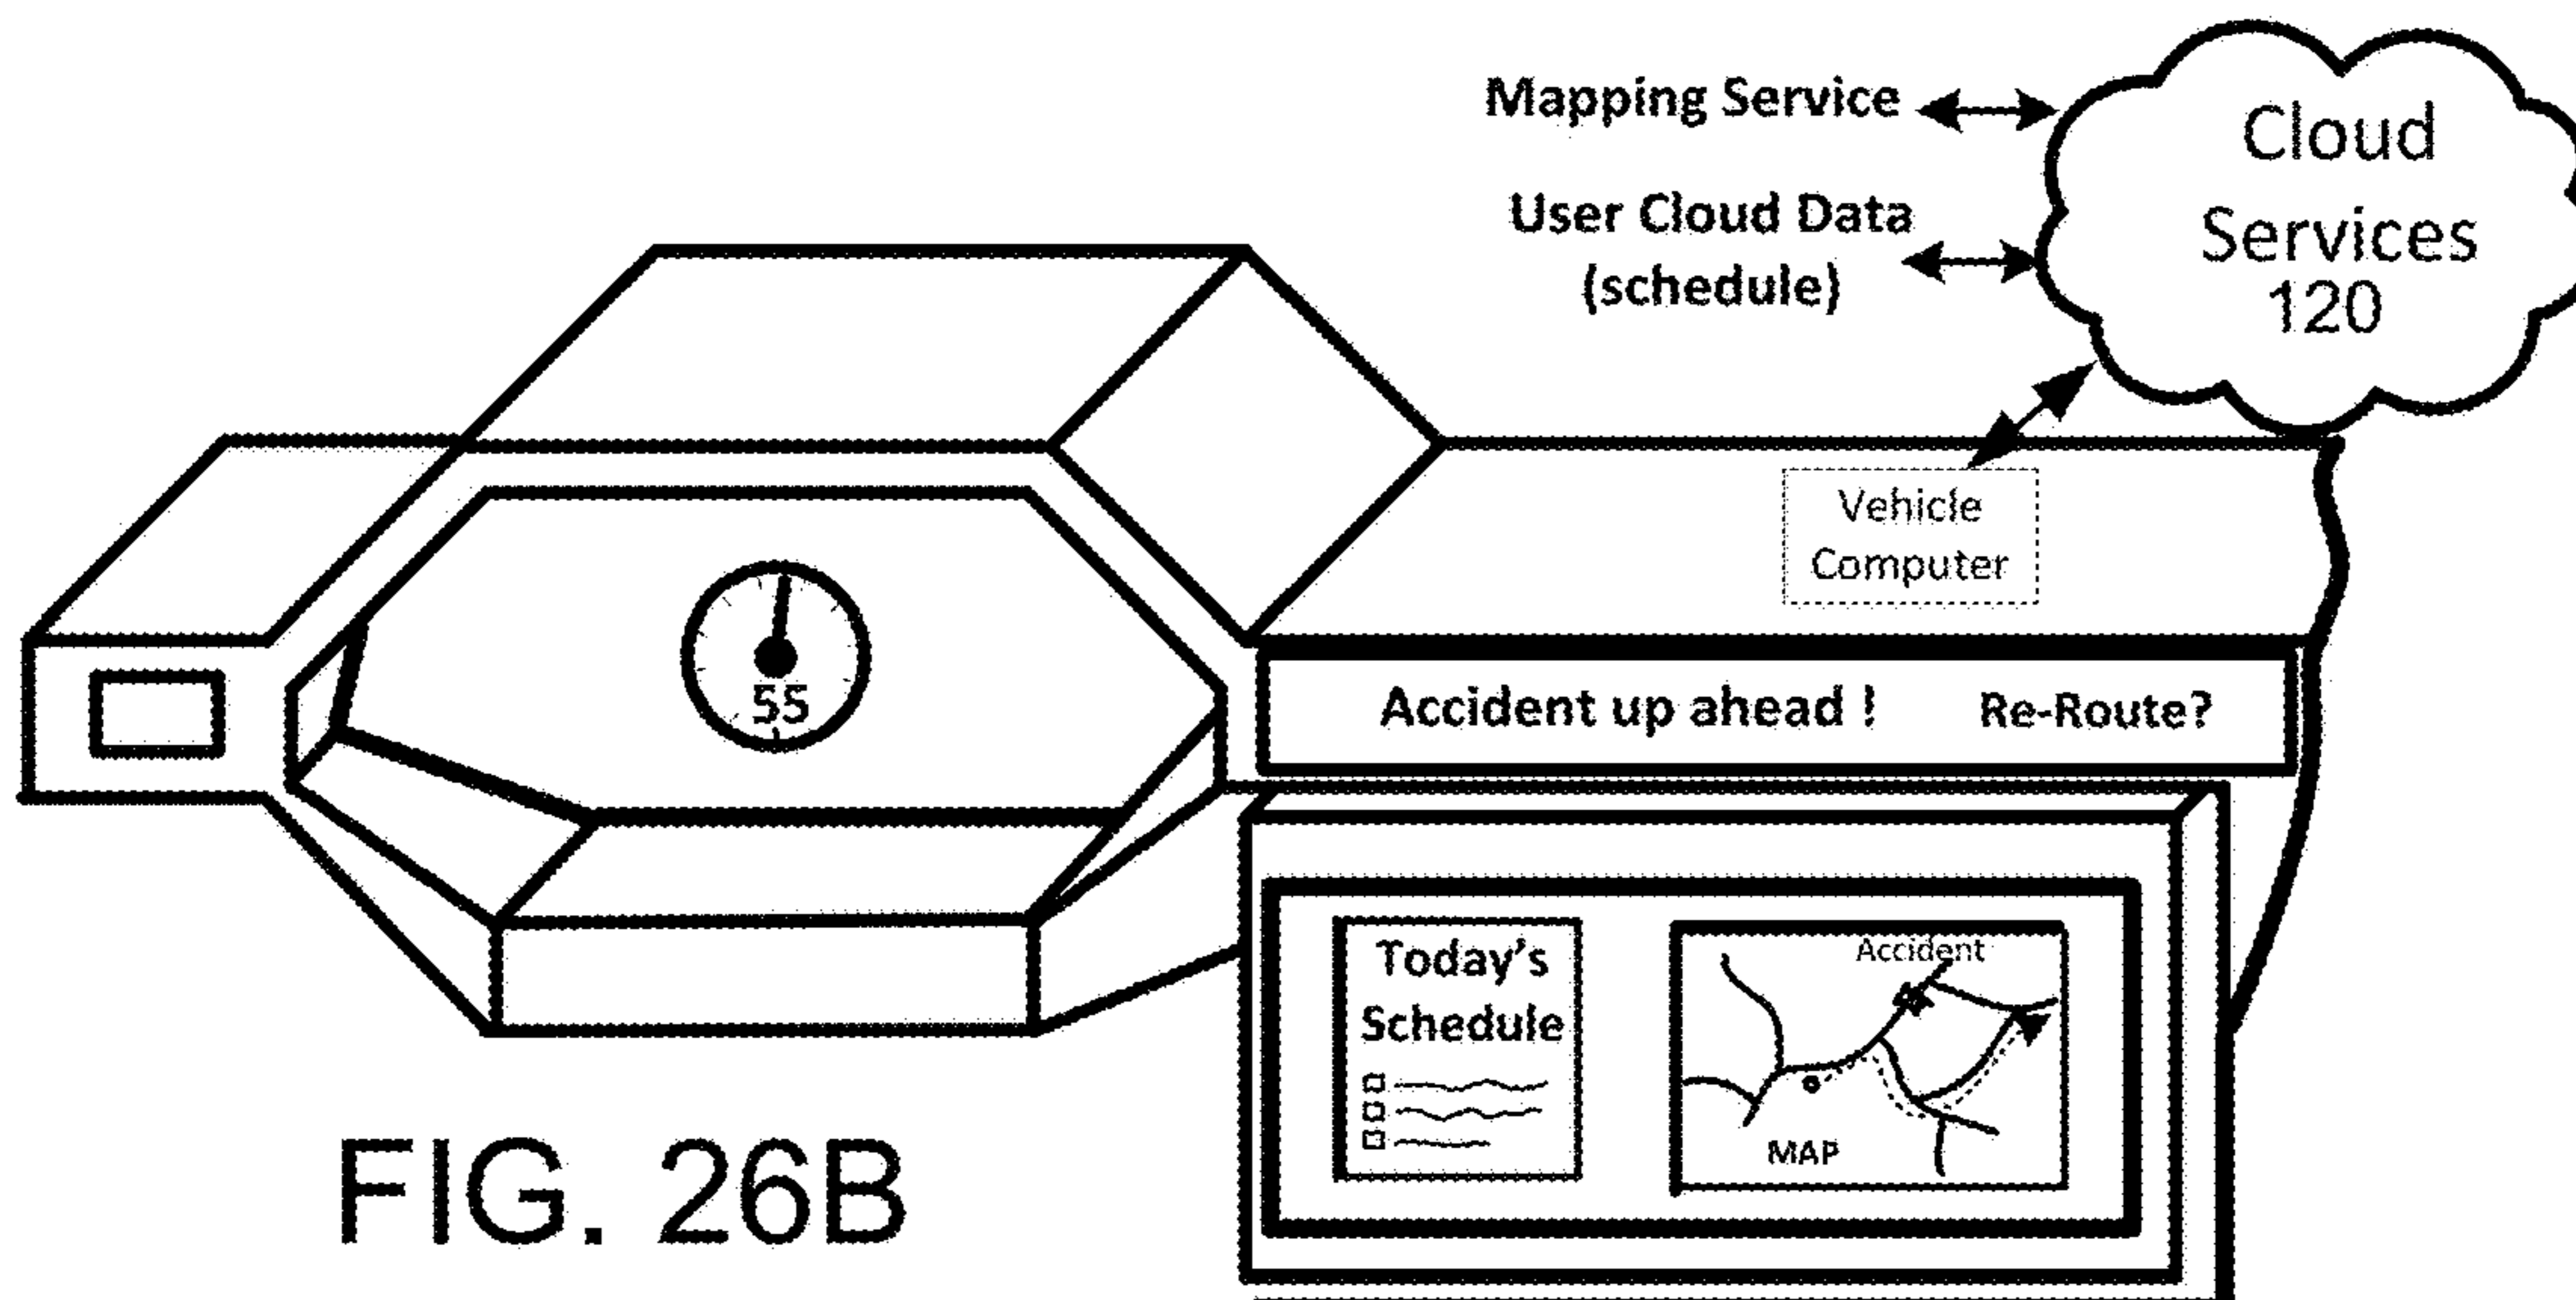 Mapping Service
User Cloud Data
(schedule)
Cloud
Services
120
Vehicle
Computer
55
Accident up ahead ! Re-Route?
Today's
Schedule
Accident
MAP
FIG. 26B